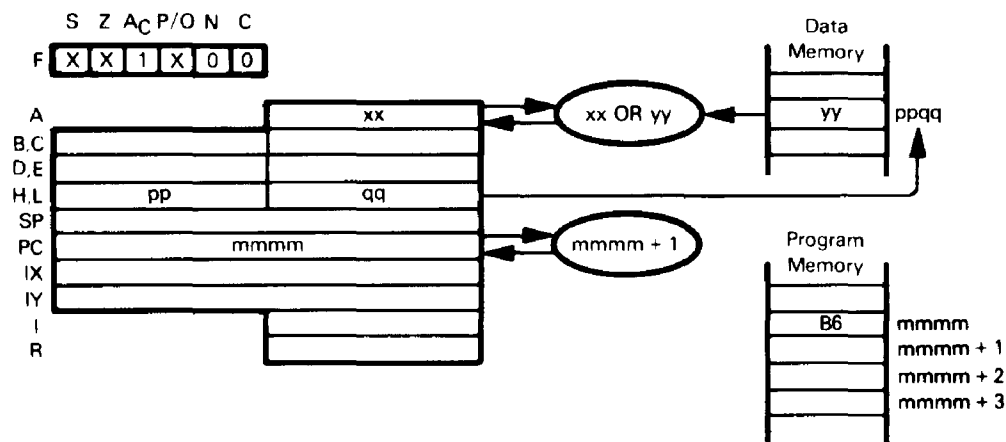 S Z AC P/O N C
F X X 1 X 0 0
Data
Memory
A xx
xx OR yy
yy ppqq
B,C
D,E
H,L pp qq
SP
PC mmmm
mmmm + 1
IX
IY
I
R
Program
Memory
B6 mmmm
mmmm + 1
mmmm + 2
mmmm + 3